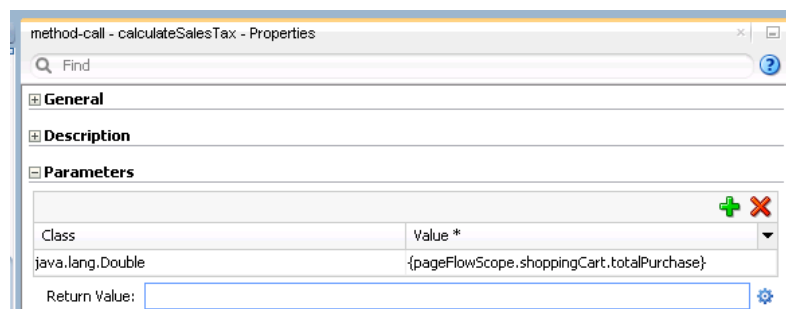 method-call - calculateSalesTax - Properties
Find
General
Description
Parameters
Class Value *
java.lang.Double {pageFlowScope.shoppingCart.totalPurchase}
Return Value: